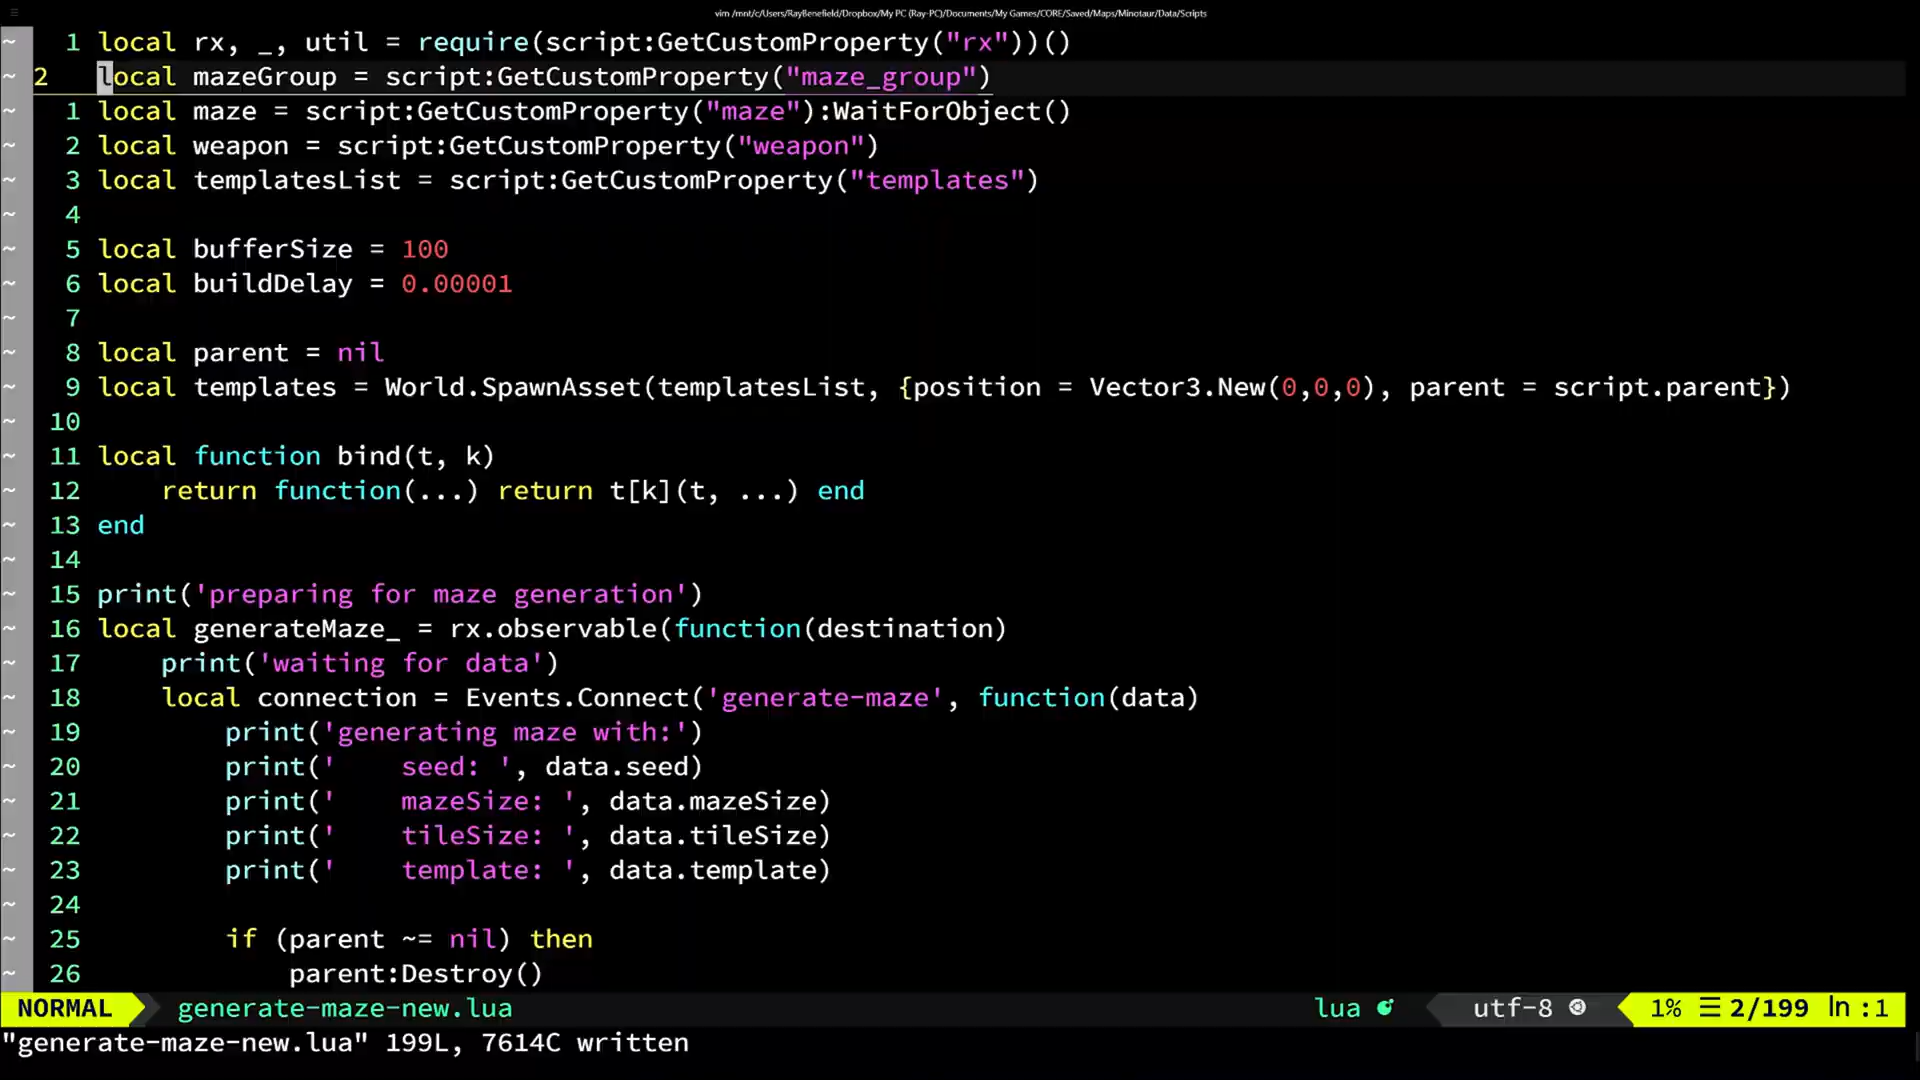 vim /mnt/c/Users/RayBenefield/Dropbox/My PC (Ray-PC)/Documents/My Games/CORE/Saved/Maps/Minotaur/Data/Scripts
~ 1 local rx, _, util = require(script:GetCustomProperty("rx"))()
~ 2 local mazeGroup = script:GetCustomProperty("maze_group")
~ 1 local maze = script:GetCustomProperty("maze"):WaitForObject()
~ 2 local weapon = script:GetCustomProperty("weapon")
~ 3 local templatesList = script:GetCustomProperty("templates")
~ 4
~ 5 local bufferSize = 100
~ 6 local buildDelay = 0.00001
~ 7
~ 8 local parent = nil
~ 9 local templates = World.SpawnAsset(templatesList, {position = Vector3.New(0,0,0), parent = script.parent})
~ 10
~ 11 local function bind(t, k)
~ 12     return function(...) return t[k](t, ...) end
~ 13 end
~ 14
~ 15 print('preparing for maze generation')
~ 16 local generateMaze_ = rx.observable(function(destination)
~ 17     print('waiting for data')
~ 18     local connection = Events.Connect('generate-maze', function(data)
~ 19         print('generating maze with:')
~ 20         print('    seed: ', data.seed)
~ 21         print('    mazeSize: ', data.mazeSize)
~ 22         print('    tileSize: ', data.tileSize)
~ 23         print('    template: ', data.template)
~ 24
~ 25         if (parent ~= nil) then
~ 26             parent:Destroy()
NORMAL generate-maze-new.lua lua utf-8 1% ☰ 2/199 ln :1
"generate-maze-new.lua" 199L, 7614C written